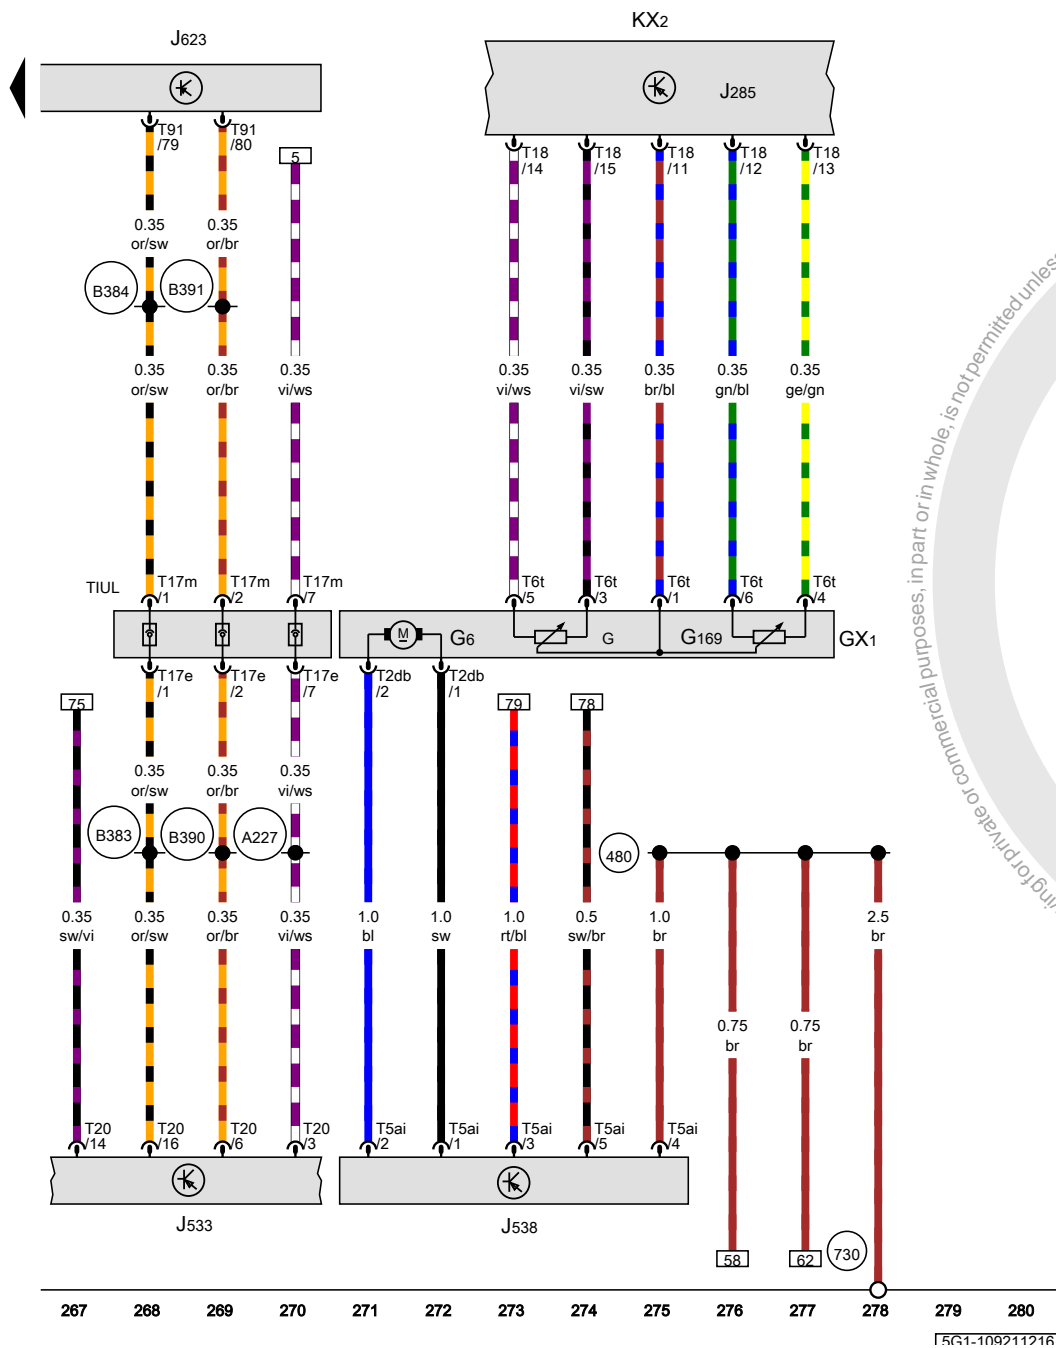 J623
KX2
J285
T91
/79
T91
/80
5
T18
/14
T18
/15
T18
/11
T18
/12
T18
/13
0.35
or/sw
0.35
or/br
B384
B391
0.35
or/sw
0.35
or/br
0.35
vi/ws
0.35
vi/ws
0.35
vi/sw
0.35
br/bl
0.35
gn/bl
0.35
ge/gn
TIUL
T17m
/1
T17m
/2
T17m
/7
T6t
/5
T6t
/3
T6t
/1
T6t
/6
T6t
/4
M
G6
G
G169
GX1
T17e
/1
T17e
/2
T17e
/7
T2db
/2
T2db
/1
75
79
78
0.35
or/sw
0.35
or/br
0.35
vi/ws
B383
B390
A227
480
0.35
sw/vi
0.35
or/sw
0.35
or/br
0.35
vi/ws
1.0
bl
1.0
sw
1.0
rt/bl
0.5
sw/br
1.0
br
2.5
br
0.75
br
0.75
br
T20
/14
T20
/16
T20
/6
T20
/3
T5ai
/2
T5ai
/1
T5ai
/3
T5ai
/5
T5ai
/4
J533
J538
58
62
730
267 268 269 270 271 272 273 274 275 276 277 278 279 280
5G1-109211216
for private or commercial purposes, in part or in whole, is not permitted unless